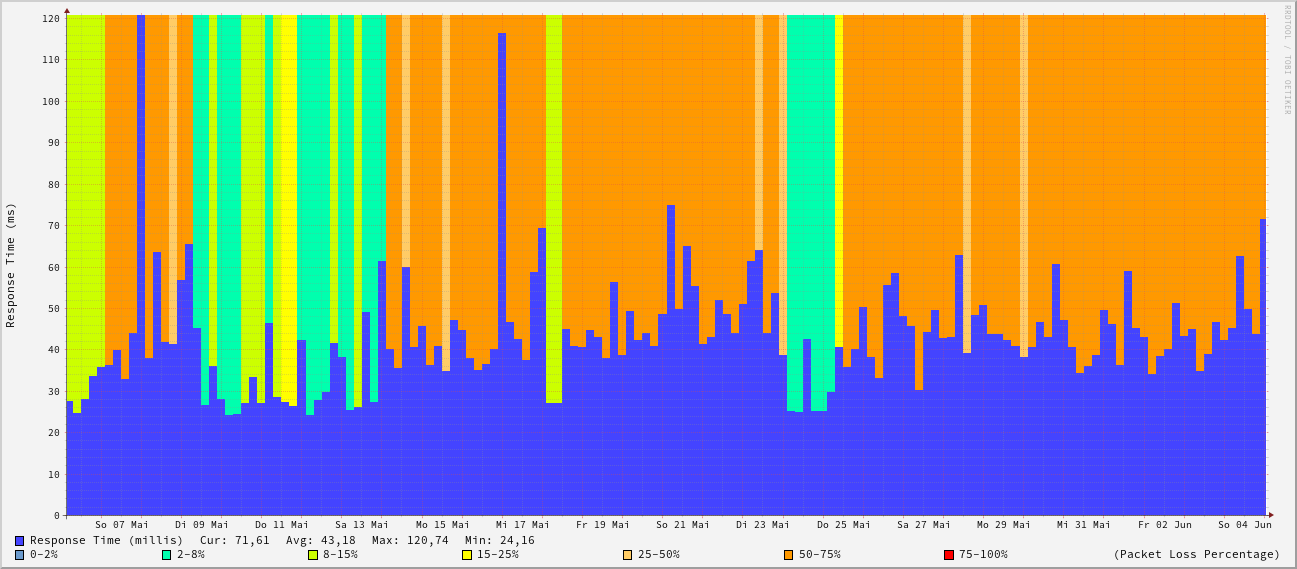 RRDTOOL / TOBI OETIKER
Response Time (ms)
120
110
100
90
80
70
60
50
40
30
20
10
0
So 07 Mai Di 09 Mai Do 11 Mai Sa 13 Mai Mo 15 Mai Mi 17 Mai Fr 19 Mai So 21 Mai Di 23 Mai Do 25 Mai Sa 27 Mai Mo 29 Mai Mi 31 Mai Fr 02 Jun So 04 Jun
Response Time (millis) Cur: 71,61 Avg: 43,18 Max: 120,74 Min: 24,16
0-2% 2-8% 8-15% 15-25% 25-50% 50-75% 75-100% (Packet Loss Percentage)